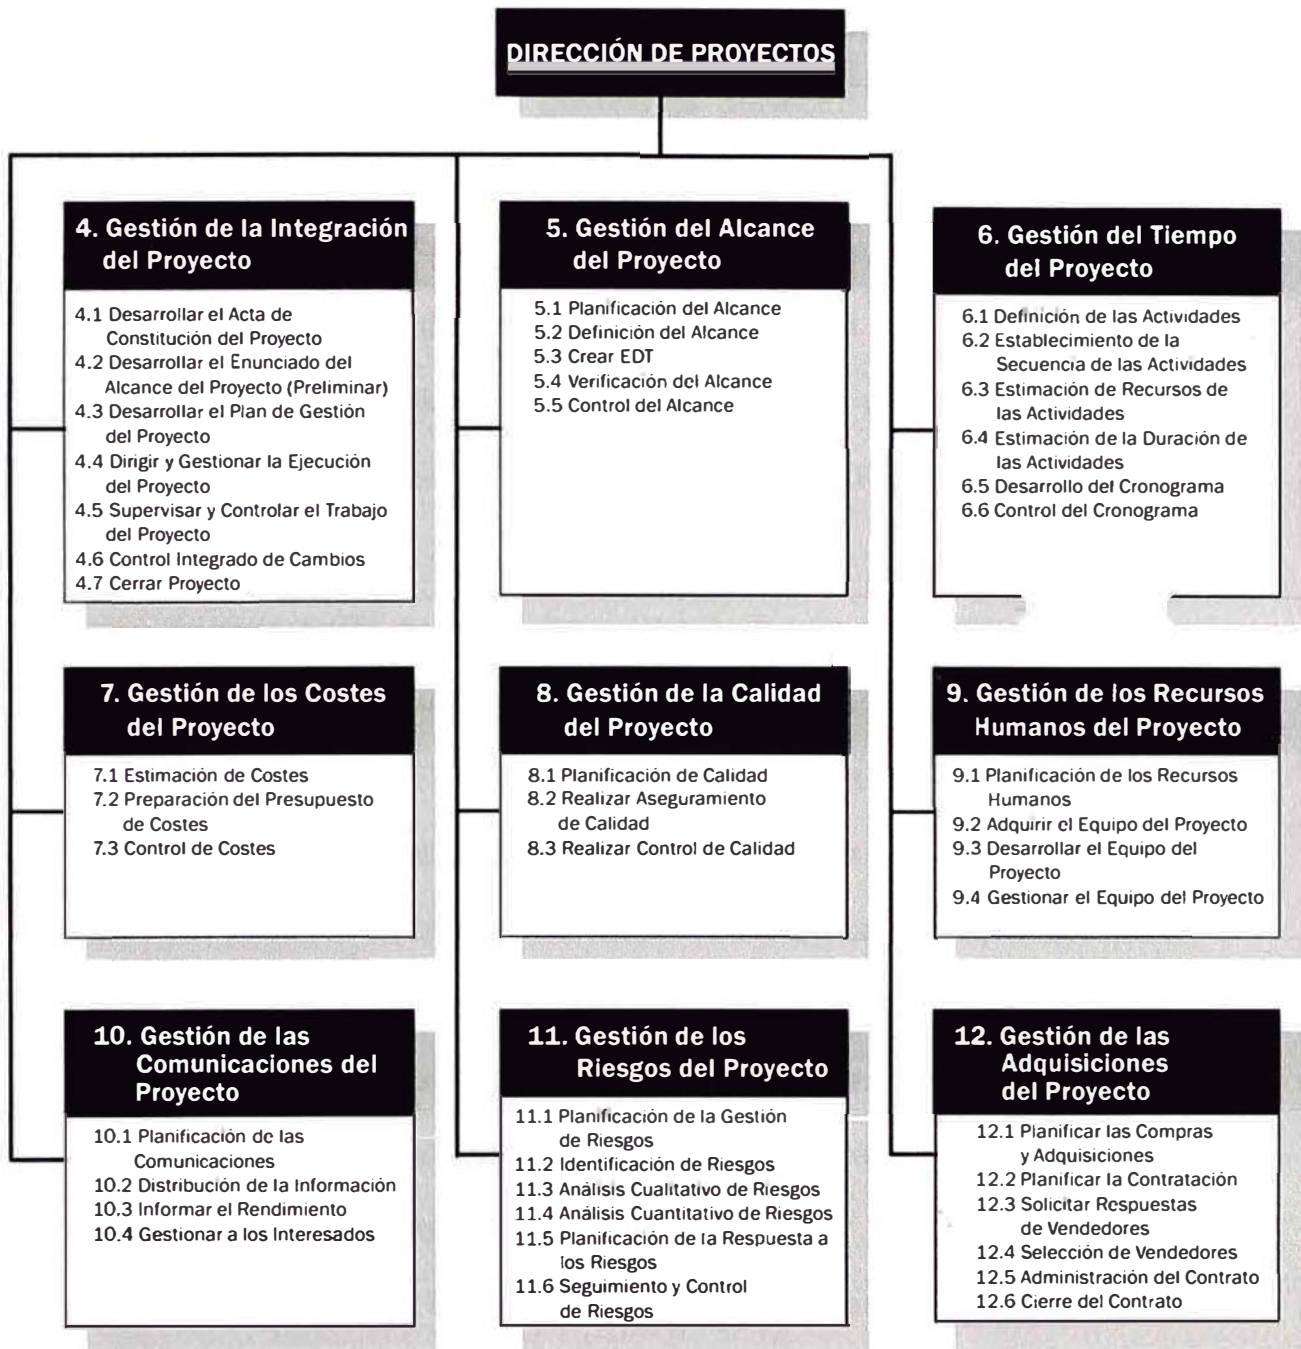 DIRECCIÓN DE PROYECTOS
4. Gestión de la Integración
del Proyecto
4.1 Desarrollar el Acta de
Constitución del Proyecto
4.2 Desarrollar el Enunciado del
Alcance del Proyecto (Preliminar)
4.3 Desarrollar el Plan de Gestión
del Proyecto
4.4 Dirigir y Gestionar la Ejecución
del Proyecto
4.5 Supervisar y Controlar el Trabajo
del Proyecto
4.6 Control Integrado de Cambios
4.7 Cerrar Proyecto
5. Gestión del Alcance
del Proyecto
5.1 Planificación del Alcance
5.2 Definición del Alcance
5.3 Crear EDT
5.4 Verificación del Alcance
5.5 Control del Alcance
6. Gestión del Tiempo
del Proyecto
6.1 Definición de las Actividades
6.2 Establecimiento de la
Secuencia de las Actividades
6.3 Estimación de Recursos de
las Actividades
6.4 Estimación de la Duración de
las Actividades
6.5 Desarrollo del Cronograma
6.6 Control del Cronograma
7. Gestión de los Costes
del Proyecto
7.1 Estimación de Costes
7.2 Preparación del Presupuesto
de Costes
7.3 Control de Costes
8. Gestión de la Calidad
del Proyecto
8.1 Planificación de Calidad
8.2 Realizar Aseguramiento
de Calidad
8.3 Realizar Control de Calidad
9. Gestión de los Recursos
Humanos del Proyecto
9.1 Planificación de los Recursos
Humanos
9.2 Adquirir el Equipo del Proyecto
9.3 Desarrollar el Equipo del
Proyecto
9.4 Gestionar el Equipo del Proyecto
10. Gestión de las
Comunicaciones del
Proyecto
10.1 Planificación de las
Comunicaciones
10.2 Distribución de la Información
10.3 Informar el Rendimiento
10.4 Gestionar a los Interesados
11. Gestión de los
Riesgos del Proyecto
11.1 Planificación de la Gestión
de Riesgos
11.2 Identificación de Riesgos
11.3 Análisis Cualitativo de Riesgos
11.4 Análisis Cuantitativo de Riesgos
11.5 Planificación de la Respuesta a
los Riesgos
11.6 Seguimiento y Control
de Riesgos
12. Gestión de las
Adquisiciones
del Proyecto
12.1 Planificar las Compras
y Adquisiciones
12.2 Planificar la Contratación
12.3 Solicitar Respuestas
de Vendedores
12.4 Selección de Vendedores
12.5 Administración del Contrato
12.6 Cierre del Contrato